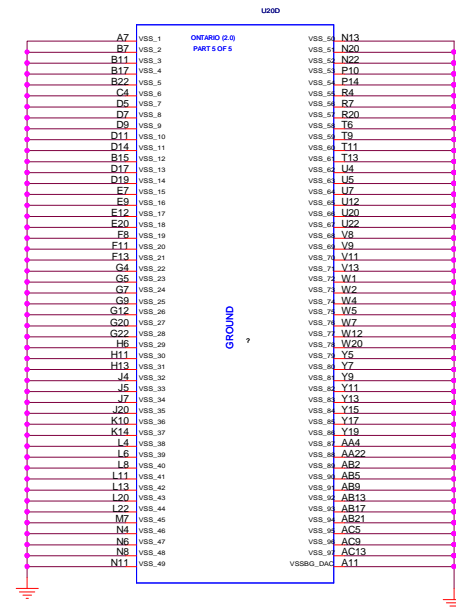 U20D
ONTARIO (2.0)
PART 5 OF 5
A7 VSS_1 VSS_50 N13
B7 VSS_2 VSS_51 N20
B11 VSS_3 VSS_52 N22
B17 VSS_4 VSS_53 P10
B22 VSS_5 VSS_54 P14
C4 VSS_6 VSS_55 R4
D5 VSS_7 VSS_56 R7
D7 VSS_8 VSS_57 R20
D9 VSS_9 VSS_58 T6
D11 VSS_10 VSS_59 T9
D14 VSS_11 VSS_60 T11
B15 VSS_12 VSS_61 T13
D17 VSS_13 VSS_62 U4
D19 VSS_14 VSS_63 U5
E7 VSS_15 VSS_64 U7
E9 VSS_16 VSS_65 U12
E12 VSS_17 VSS_66 U20
E20 VSS_18 VSS_67 U22
F8 VSS_19 VSS_68 V8
F11 VSS_20 VSS_69 V9
F13 VSS_21 VSS_70 V11
G4 VSS_22 VSS_71 V13
G5 VSS_23 VSS_72 W1
G7 VSS_24 VSS_73 W2
G9 VSS_25 VSS_74 W4
G12 VSS_26 VSS_75 W5
G20 VSS_27 VSS_76 W7
G22 VSS_28 VSS_77 W12
H6 VSS_29 VSS_78 W20
H11 VSS_30 VSS_79 Y5
H13 VSS_31 VSS_80 Y7
J4 VSS_32 VSS_81 Y9
J5 VSS_33 VSS_82 Y11
J7 VSS_34 VSS_83 Y13
J20 VSS_35 VSS_84 Y15
K10 VSS_36 VSS_85 Y17
K14 VSS_37 VSS_86 Y19
L4 VSS_38 VSS_87 AA4
L6 VSS_39 VSS_88 AA22
L8 VSS_40 VSS_89 AB2
L11 VSS_41 VSS_90 AB5
L13 VSS_42 VSS_91 AB9
L20 VSS_43 VSS_92 AB13
L22 VSS_44 VSS_93 AB17
M7 VSS_45 VSS_94 AB21
N4 VSS_46 VSS_95 AC5
N6 VSS_47 VSS_96 AC9
N8 VSS_48 VSS_97 AC13
N11 VSS_49 VSSBG_DAC A11
GROUND
?